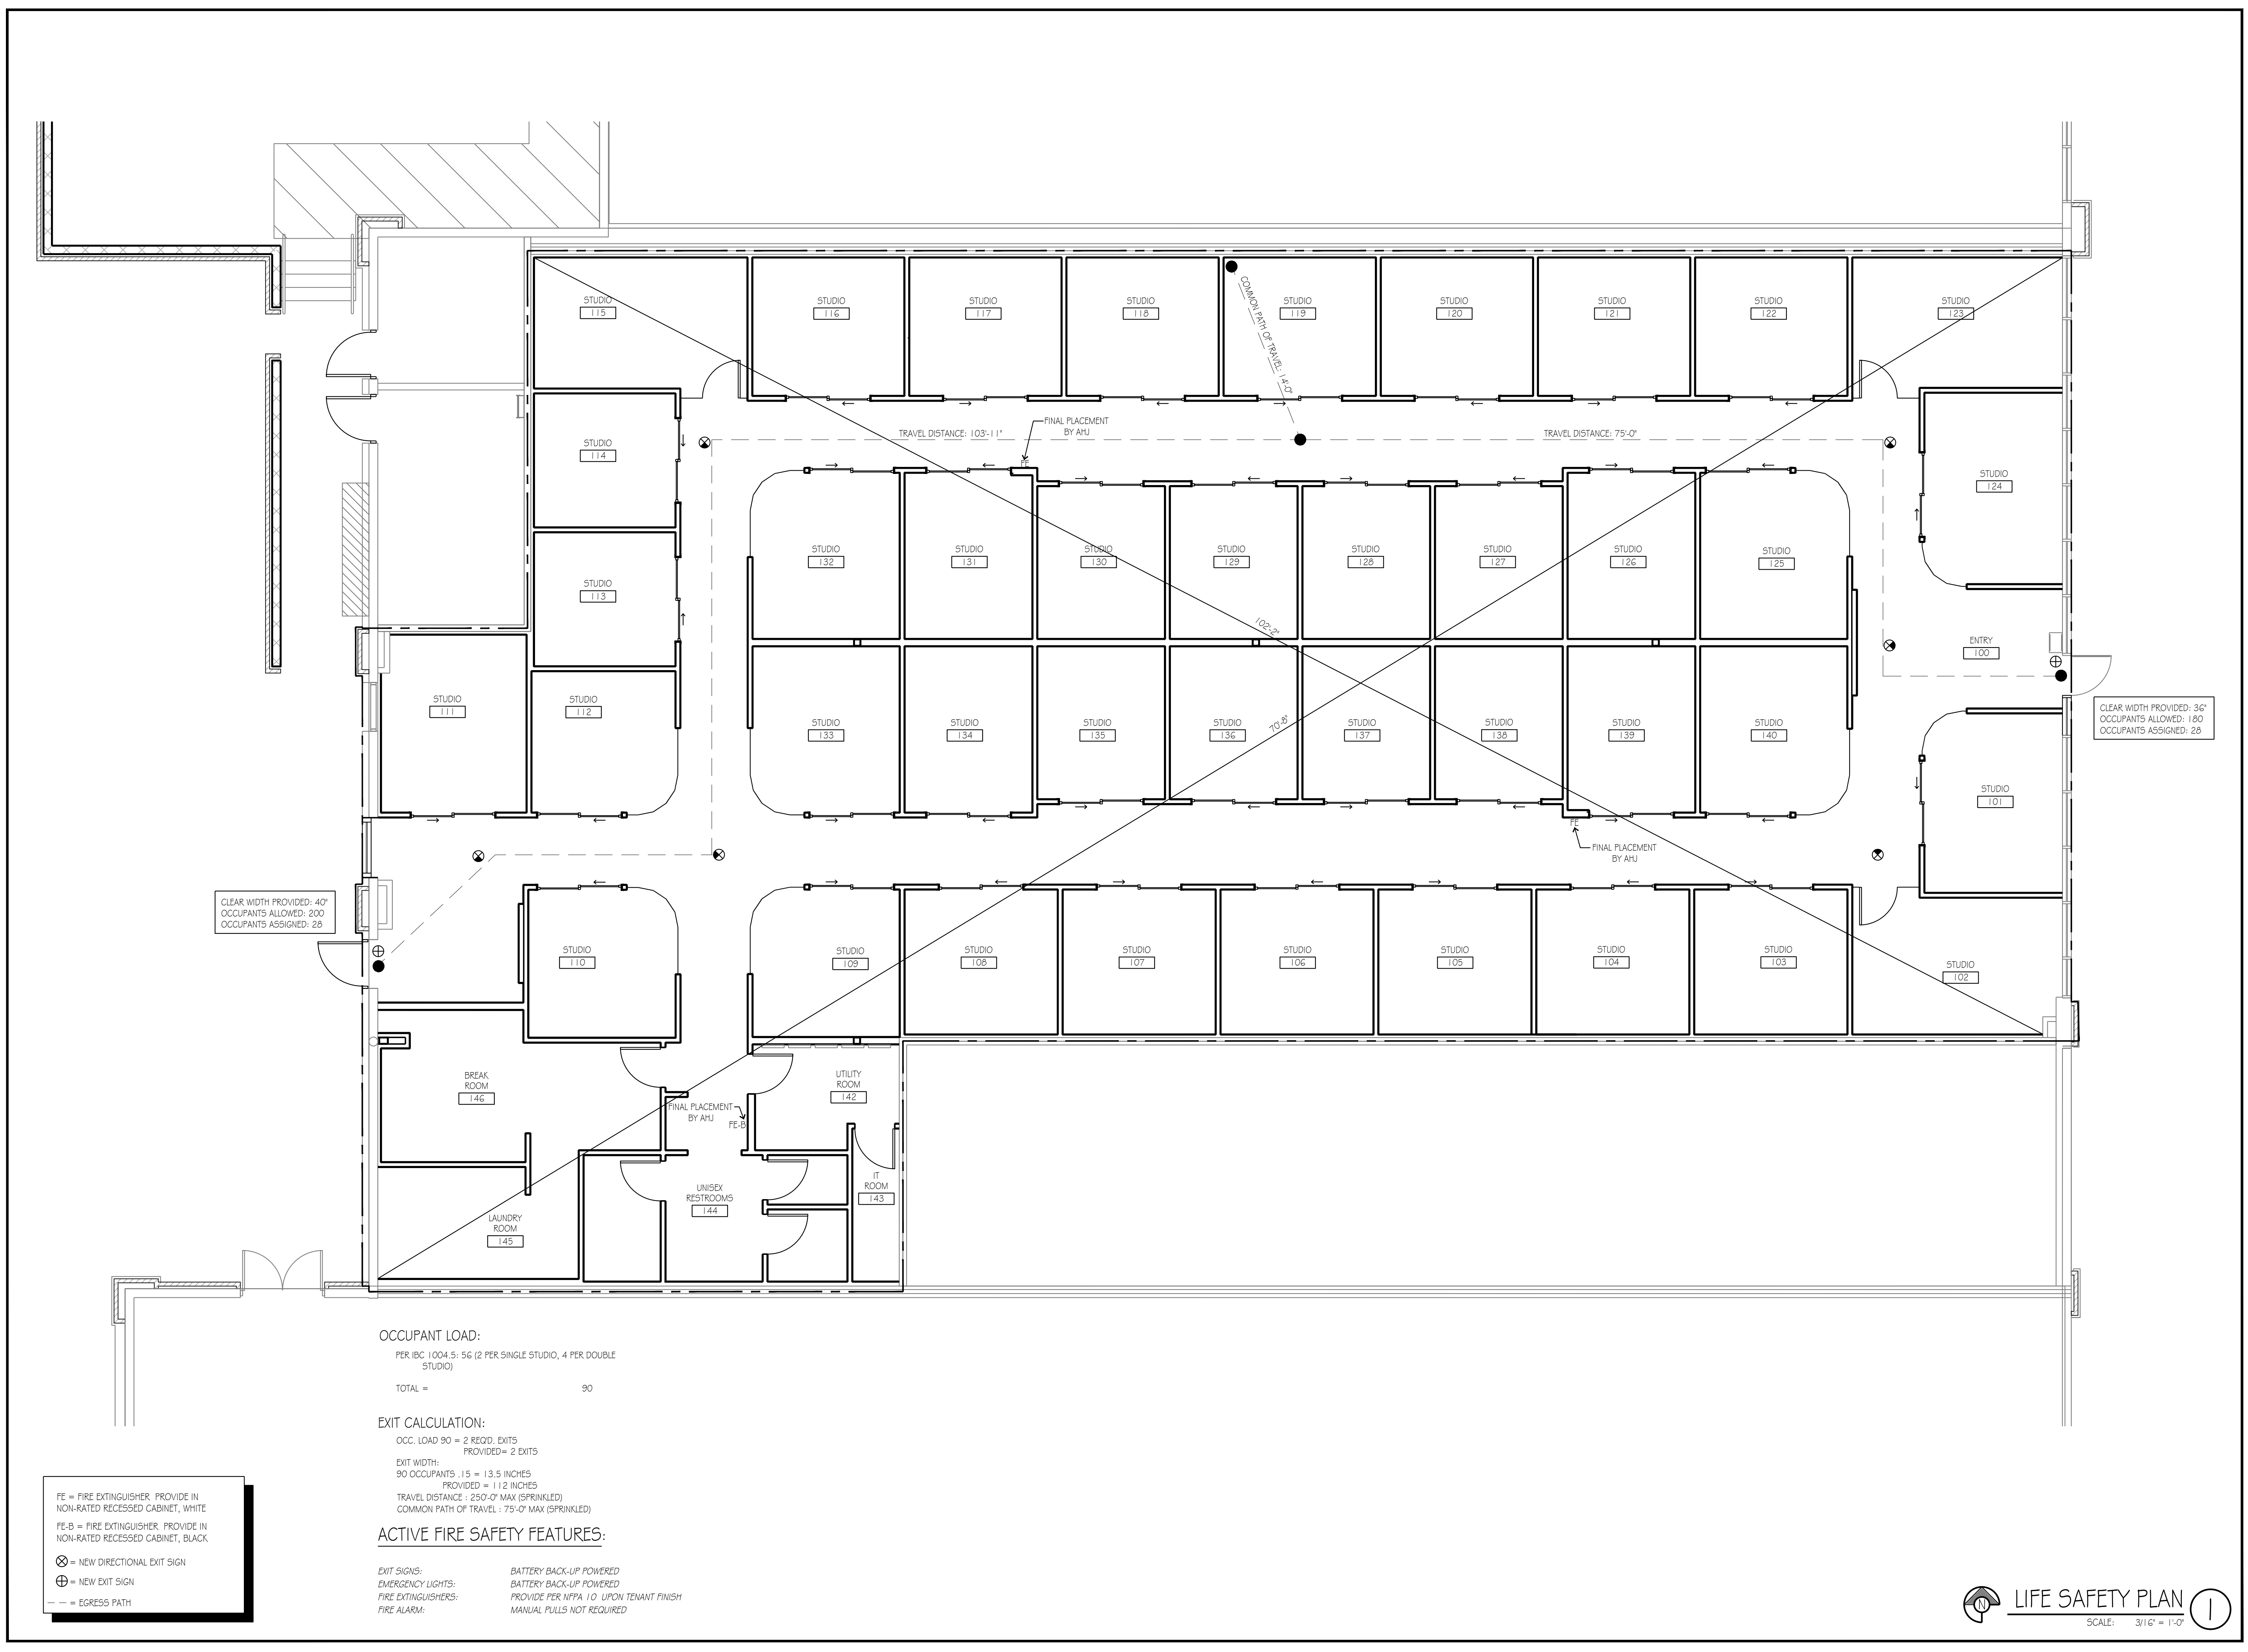 STUDIO
115
STUDIO
116
STUDIO
117
STUDIO
118
STUDIO
119
STUDIO
120
STUDIO
121
STUDIO
122
STUDIO
123
COMMON PATH OF TRAVEL: 14'-0"
TRAVEL DISTANCE: 103'-11"
FINAL PLACEMENT
BY AHJ
FE
TRAVEL DISTANCE: 75'-0"
STUDIO
114
STUDIO
124
STUDIO
132
STUDIO
131
STUDIO
130
STUDIO
129
STUDIO
128
STUDIO
127
STUDIO
126
STUDIO
125
STUDIO
113
102'-2"
ENTRY
100
STUDIO
111
STUDIO
112
STUDIO
133
STUDIO
134
STUDIO
135
STUDIO
136
70'-8"
STUDIO
137
STUDIO
138
STUDIO
139
STUDIO
140
CLEAR WIDTH PROVIDED: 36"
OCCUPANTS ALLOWED: 180
OCCUPANTS ASSIGNED: 28
STUDIO
101
FE
FINAL PLACEMENT
BY AHJ
CLEAR WIDTH PROVIDED: 40"
OCCUPANTS ALLOWED: 200
OCCUPANTS ASSIGNED: 28
STUDIO
110
STUDIO
109
STUDIO
108
STUDIO
107
STUDIO
106
STUDIO
105
STUDIO
104
STUDIO
103
STUDIO
102
BREAK
ROOM
146
UTILITY
ROOM
142
FINAL PLACEMENT
BY AHJ
FE-B
IT
ROOM
143
UNISEX
RESTROOMS
144
LAUNDRY
ROOM
145
OCCUPANT LOAD:
PER IBC 1004.5: 56 (2 PER SINGLE STUDIO, 4 PER DOUBLE
STUDIO)
TOTAL = 90
EXIT CALCULATION:
OCC. LOAD 90 = 2 REQ'D. EXITS
PROVIDED= 2 EXITS
EXIT WIDTH:
90 OCCUPANTS .15 = 13.5 INCHES
PROVIDED = 112 INCHES
TRAVEL DISTANCE : 250'-0" MAX (SPRINKLED)
COMMON PATH OF TRAVEL : 75'-0" MAX (SPRINKLED)
ACTIVE FIRE SAFETY FEATURES:
EXIT SIGNS: BATTERY BACK-UP POWERED
EMERGENCY LIGHTS: BATTERY BACK-UP POWERED
FIRE EXTINGUISHERS: PROVIDE PER NFPA 10 UPON TENANT FINISH
FIRE ALARM: MANUAL PULLS NOT REQUIRED
FE = FIRE EXTINGUISHER PROVIDE IN
NON-RATED RECESSED CABINET, WHITE
FE-B = FIRE EXTINGUISHER PROVIDE IN
NON-RATED RECESSED CABINET, BLACK
= NEW DIRECTIONAL EXIT SIGN
= NEW EXIT SIGN
= EGRESS PATH
N
LIFE SAFETY PLAN
1
SCALE: 3/16" = 1'-0"